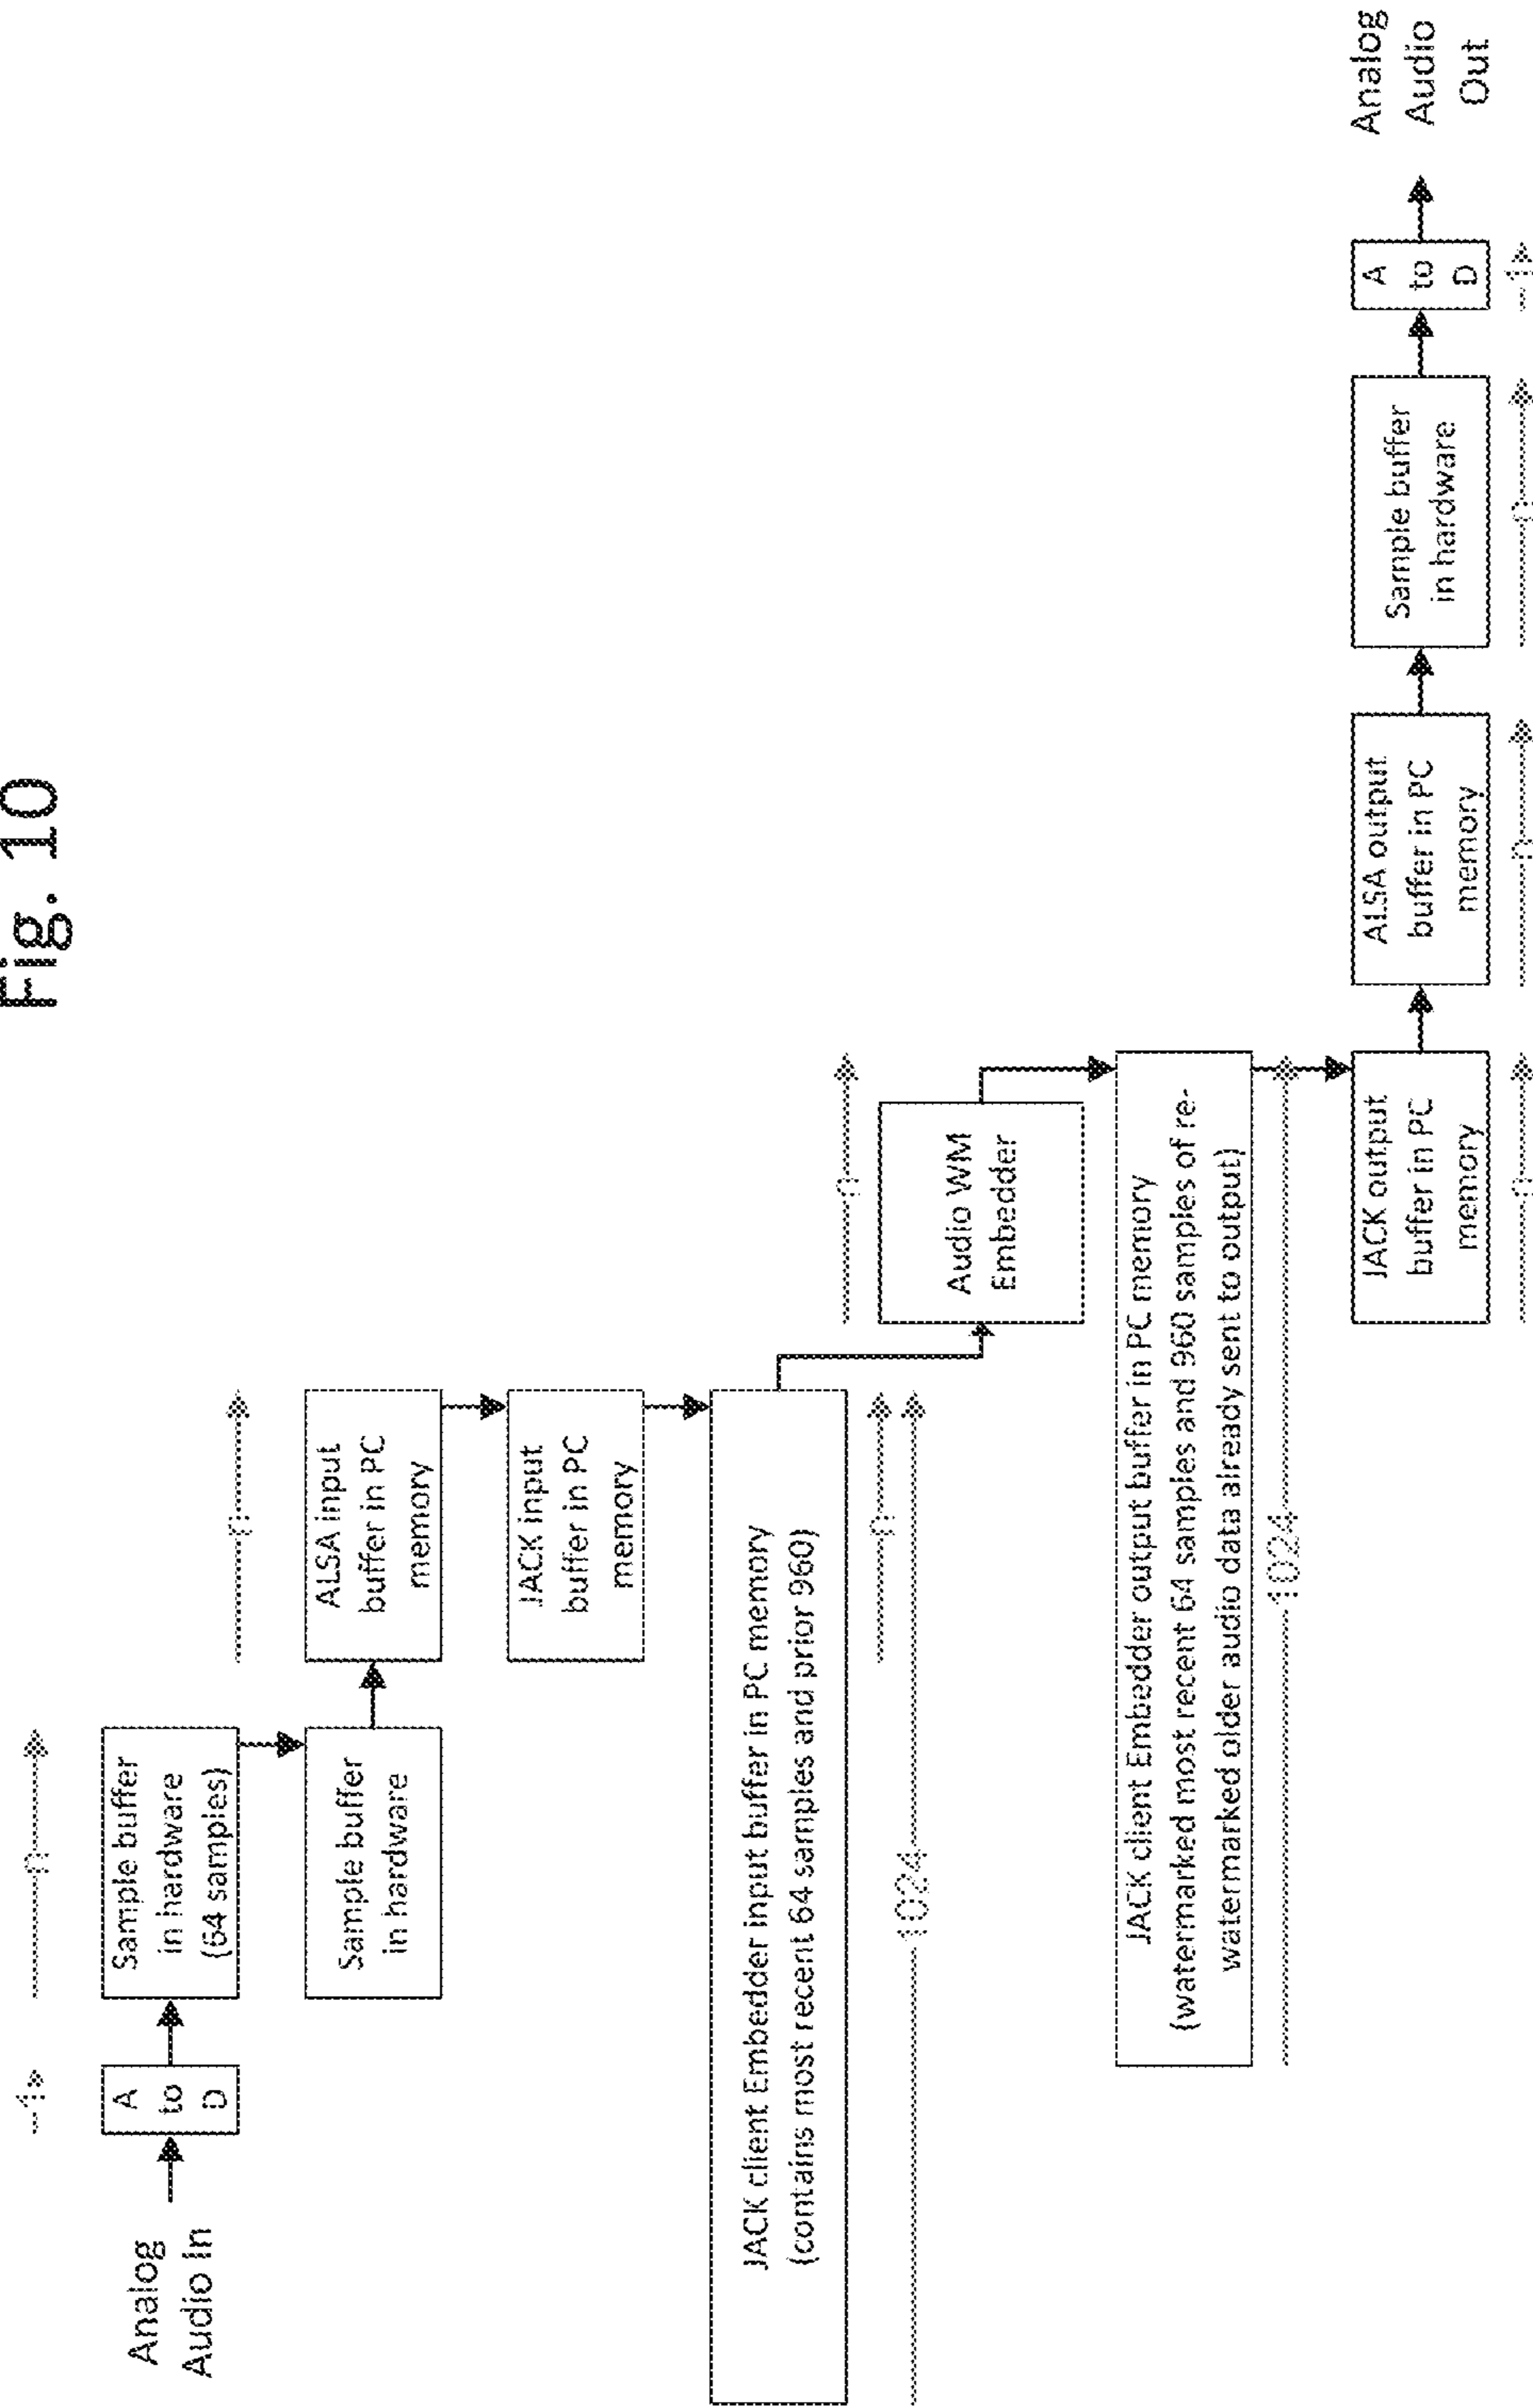 Fig. 10
~1
n
Analog
Audio In
A
to
D
Sample buffer
in hardware
(64 samples)
Sample buffer
in hardware
n
ALSA input
buffer in PC
memory
JACK input
buffer in PC
memory
JACK client Embedder input buffer in PC memory
(contains most recent 64 samples and prior 960)
n
1024
n
Audio WM
Embedder
JACK client Embedder output buffer in PC memory
(watermarked most recent 64 samples and 960 samples of re-
watermarked older audio data already sent to output)
1024
JACK output
buffer in PC
memory
n
ALSA output
buffer in PC
memory
n
Sample buffer
in hardware
n
A
to
D
~1
Analog
Audio
Out